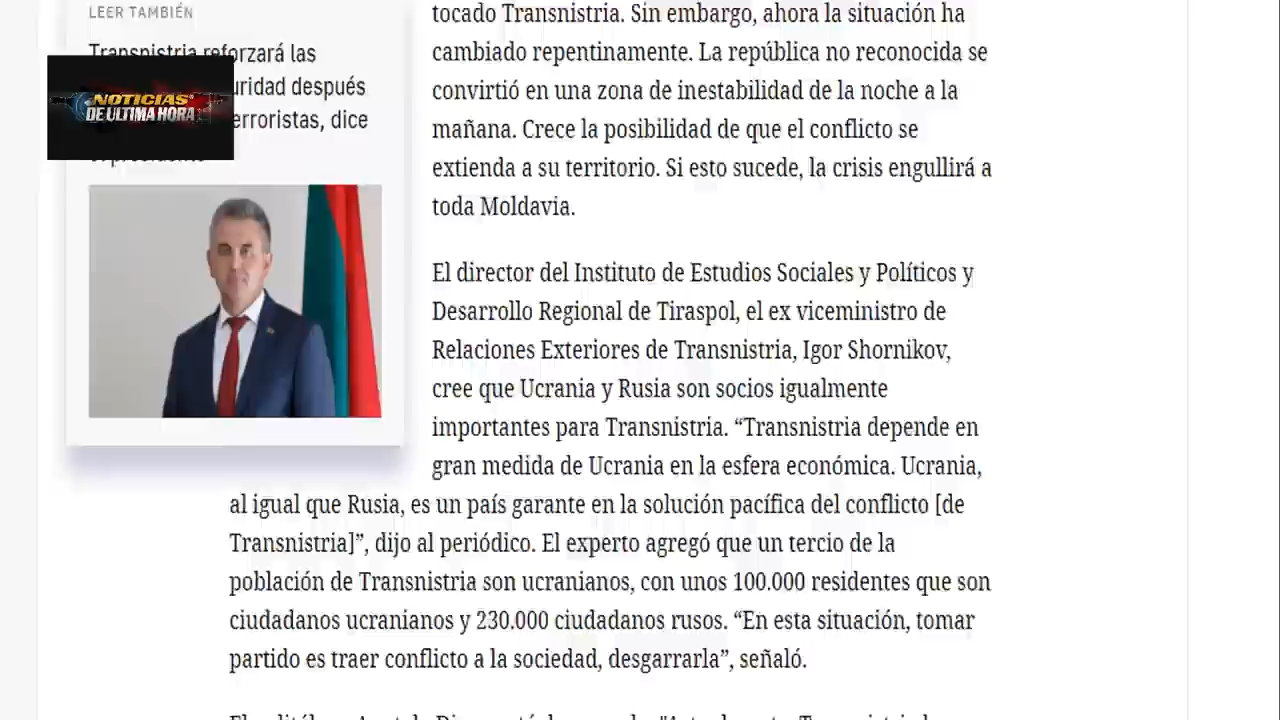 LEER TAMBIÉN
Transnistria reforzará las
uridad después
erroristas, dice
NOTICIAS
DE ULTIMA HORA
tocado Transnistria. Sin embargo, ahora la situación ha
cambiado repentinamente. La república no reconocida se
convirtió en una zona de inestabilidad de la noche a la
mañana. Crece la posibilidad de que el conflicto se
extienda a su territorio. Si esto sucede, la crisis engullirá a
toda Moldavia.
El director del Instituto de Estudios Sociales y Políticos y
Desarrollo Regional de Tiraspol, el ex viceministro de
Relaciones Exteriores de Transnistria, Igor Shornikov,
cree que Ucrania y Rusia son socios igualmente
importantes para Transnistria. “Transnistria depende en
gran medida de Ucrania en la esfera económica. Ucrania,
al igual que Rusia, es un país garante en la solución pacífica del conflicto [de
Transnistria]”, dijo al periódico. El experto agregó que un tercio de la
población de Transnistria son ucranianos, con unos 100.000 residentes que son
ciudadanos ucranianos y 230.000 ciudadanos rusos. “En esta situación, tomar
partido es traer conflicto a la sociedad, desgarrarla”, señaló.